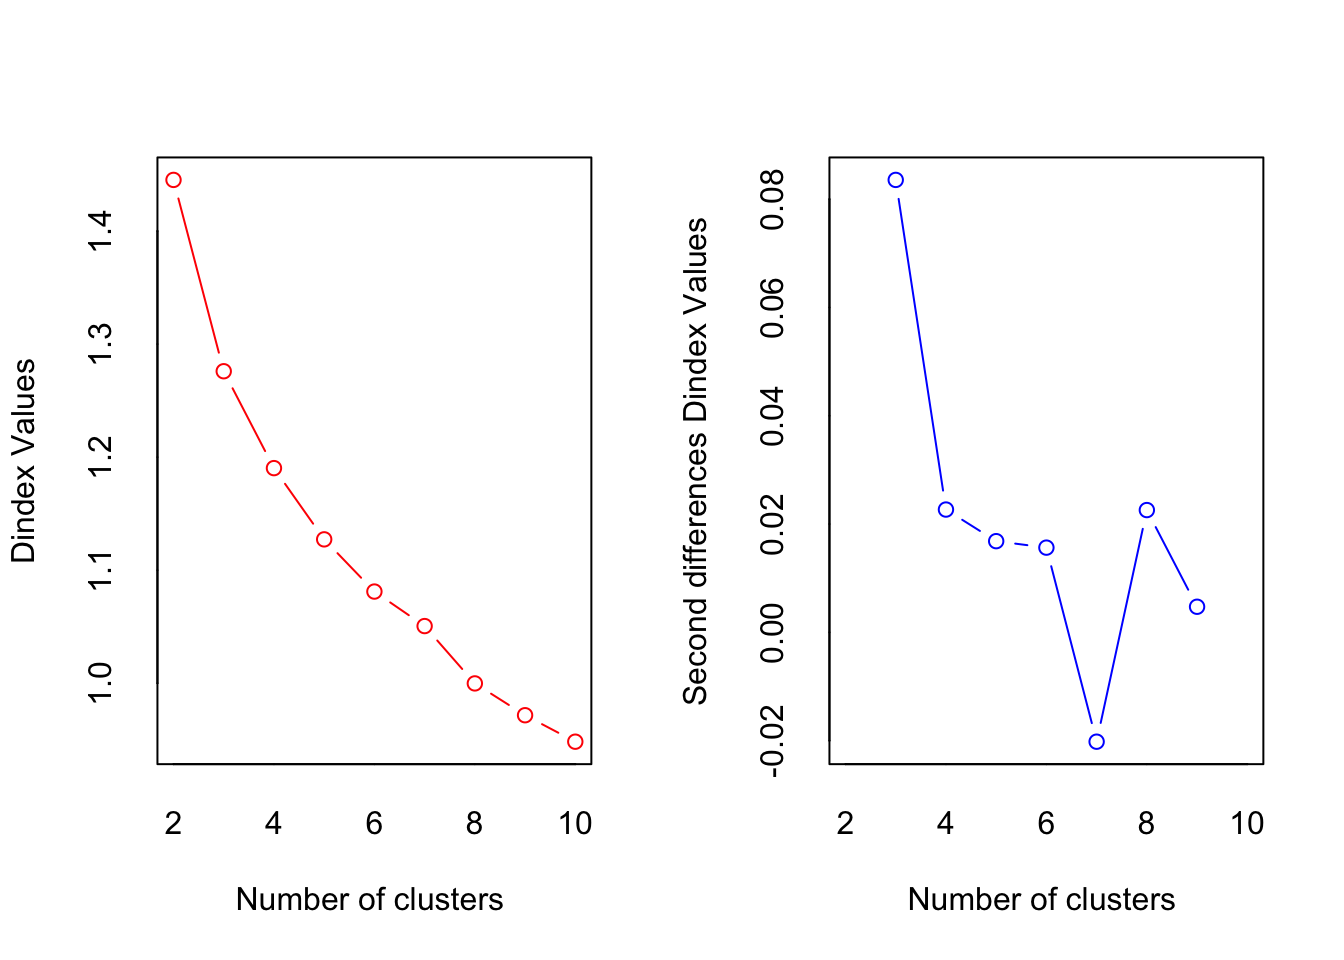 Dindex Values
1.4
1.3
1.2
1.1
1.0
2 4 6 8 10
Number of clusters
Second differences Dindex Values
0.08
0.06
0.04
0.02
0.00
-0.02
2 4 6 8 10
Number of clusters